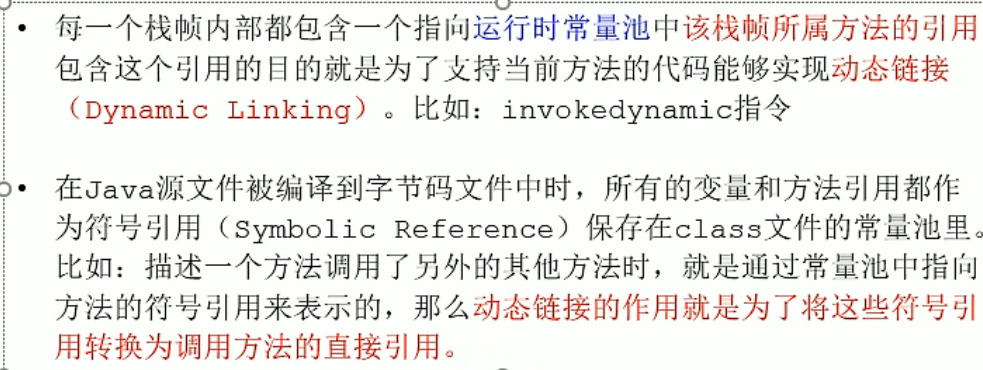 • 每一个栈帧内部都包含一个指向运行时常量池中该栈帧所属方法的引用
包含这个引用的目的就是为了支持当前方法的代码能够实现动态链接
（Dynamic Linking）。比如：invokedynamic指令
• 在Java源文件被编译到字节码文件中时，所有的变量和方法引用都作
为符号引用（Symbolic Reference）保存在class文件的常量池里。
比如：描述一个方法调用了另外的其他方法时，就是通过常量池中指向
方法的符号引用来表示的，那么动态链接的作用就是为了将这些符号引
用转换为调用方法的直接引用。